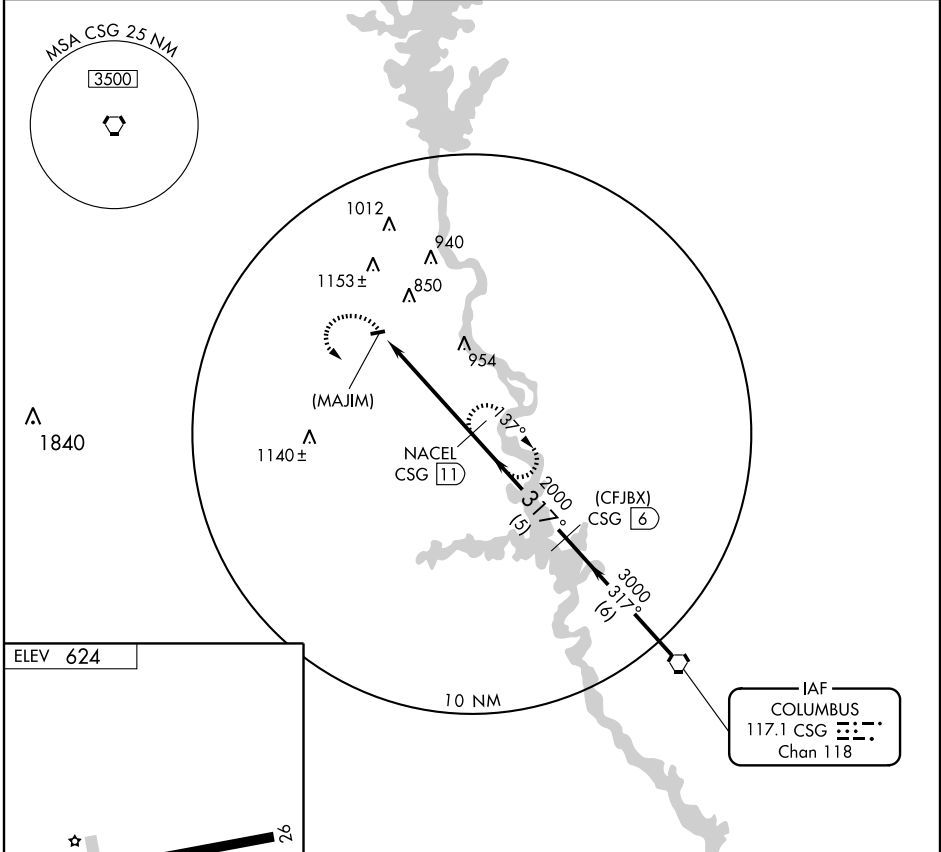 MSA CSG 25 NM
3500
1012
940
1153 ±
850
954
(MAJIM)
1840
1140 ±
137°
NACEL
CSG 11
2000
317°
(5)
(CFJBX)
CSG 6
3000
317°
(6)
ELEV 624
10 NM
IAF
COLUMBUS
117.1 CSG
Chan 118
26